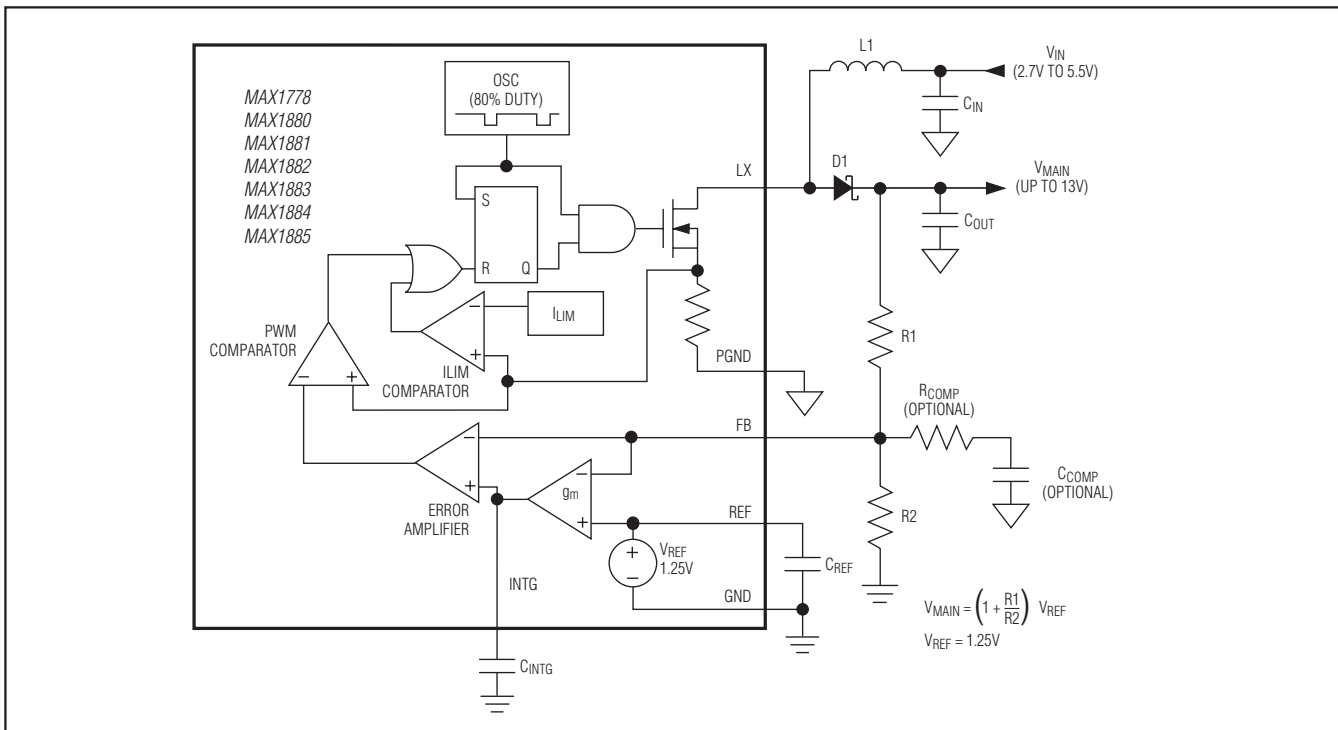 MAX1778
MAX1880
MAX1881
MAX1882
MAX1883
MAX1884
MAX1885
OSC
(80% DUTY)
S
R
Q
ILIM
PWM
COMPARATOR
ILIM
COMPARATOR
ERROR
AMPLIFIER
gm
VREF
1.25V
INTG
CINTG
LX
PGND
FB
REF
GND
CREF
L1
VIN
(2.7V TO 5.5V)
CIN
D1
VMAIN
(UP TO 13V)
COUT
R1
RCOMP
(OPTIONAL)
CCOMP
(OPTIONAL)
R2
VMAIN = (1 + R1/R2) VREF
VREF = 1.25V